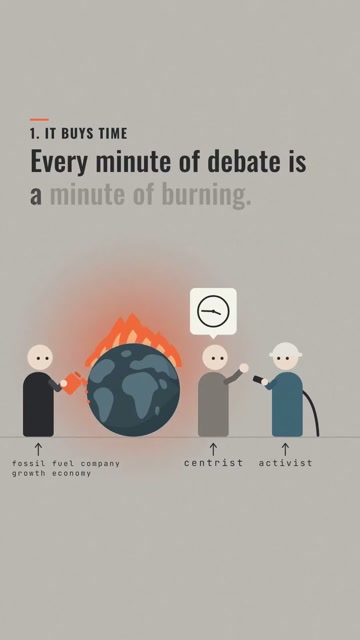 1. IT BUYS TIME
Every minute of debate is
a minute of burning.
fossil fuel company
growth economy
centrist
activist